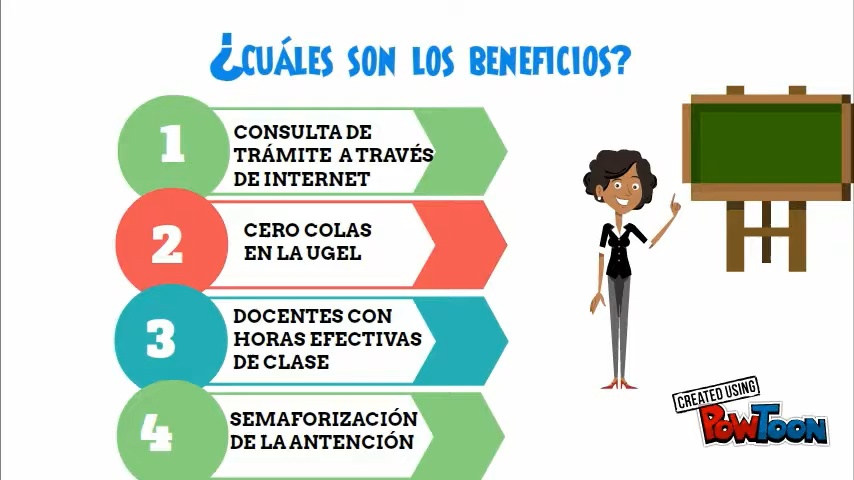 ¿CUÁLES SON LOS BENEFICIOS?
1
CONSULTA DE
TRÁMITE A TRAVÉS
DE INTERNET
2
CERO COLAS
EN LA UGEL
3
DOCENTES CON
HORAS EFECTIVAS
DE CLASE
4
SEMAFORIZACIÓN
DE LA ANTENCIÓN
CREATED USING
POWTOON